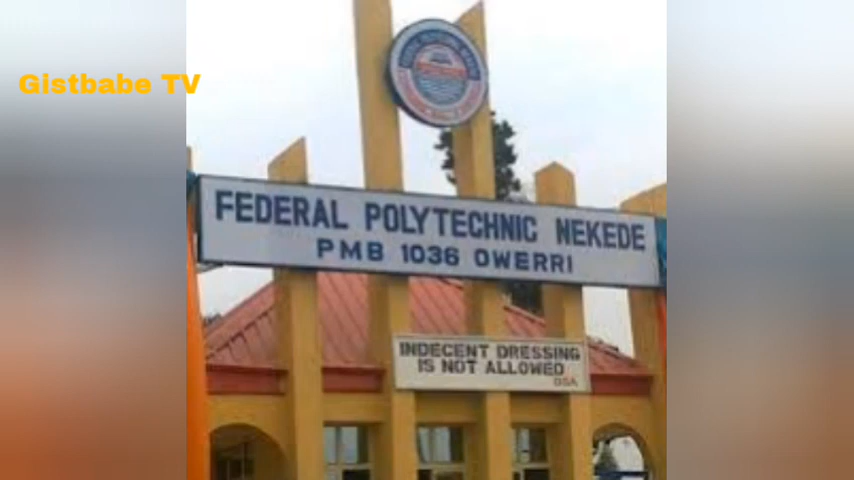 Gistbabe TV
FEDERAL POLYTECHNIC NEKEDE
PMB 1036 OWERRI
INDECENT DRESSING
IS NOT ALLOWED
DSA